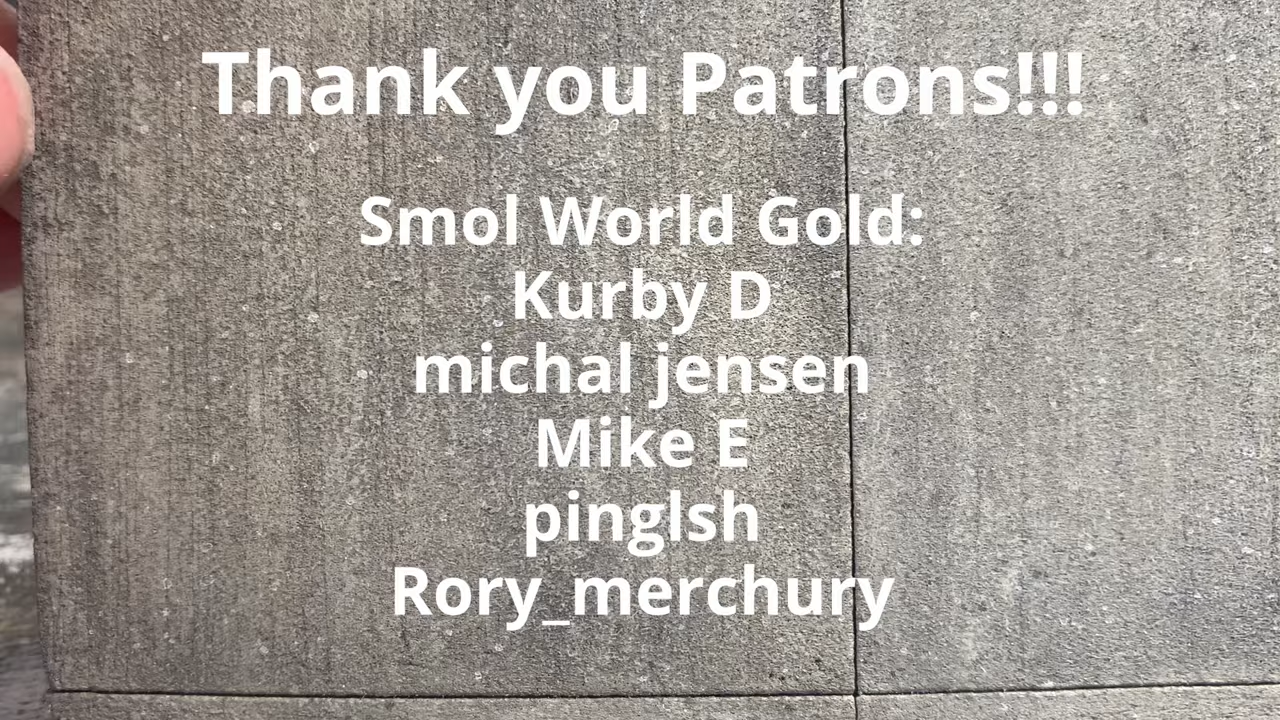 Thank you Patrons!!!
Smol World Gold:
Kurby D
michal jensen
Mike E
pinglsh
Rory_merchury